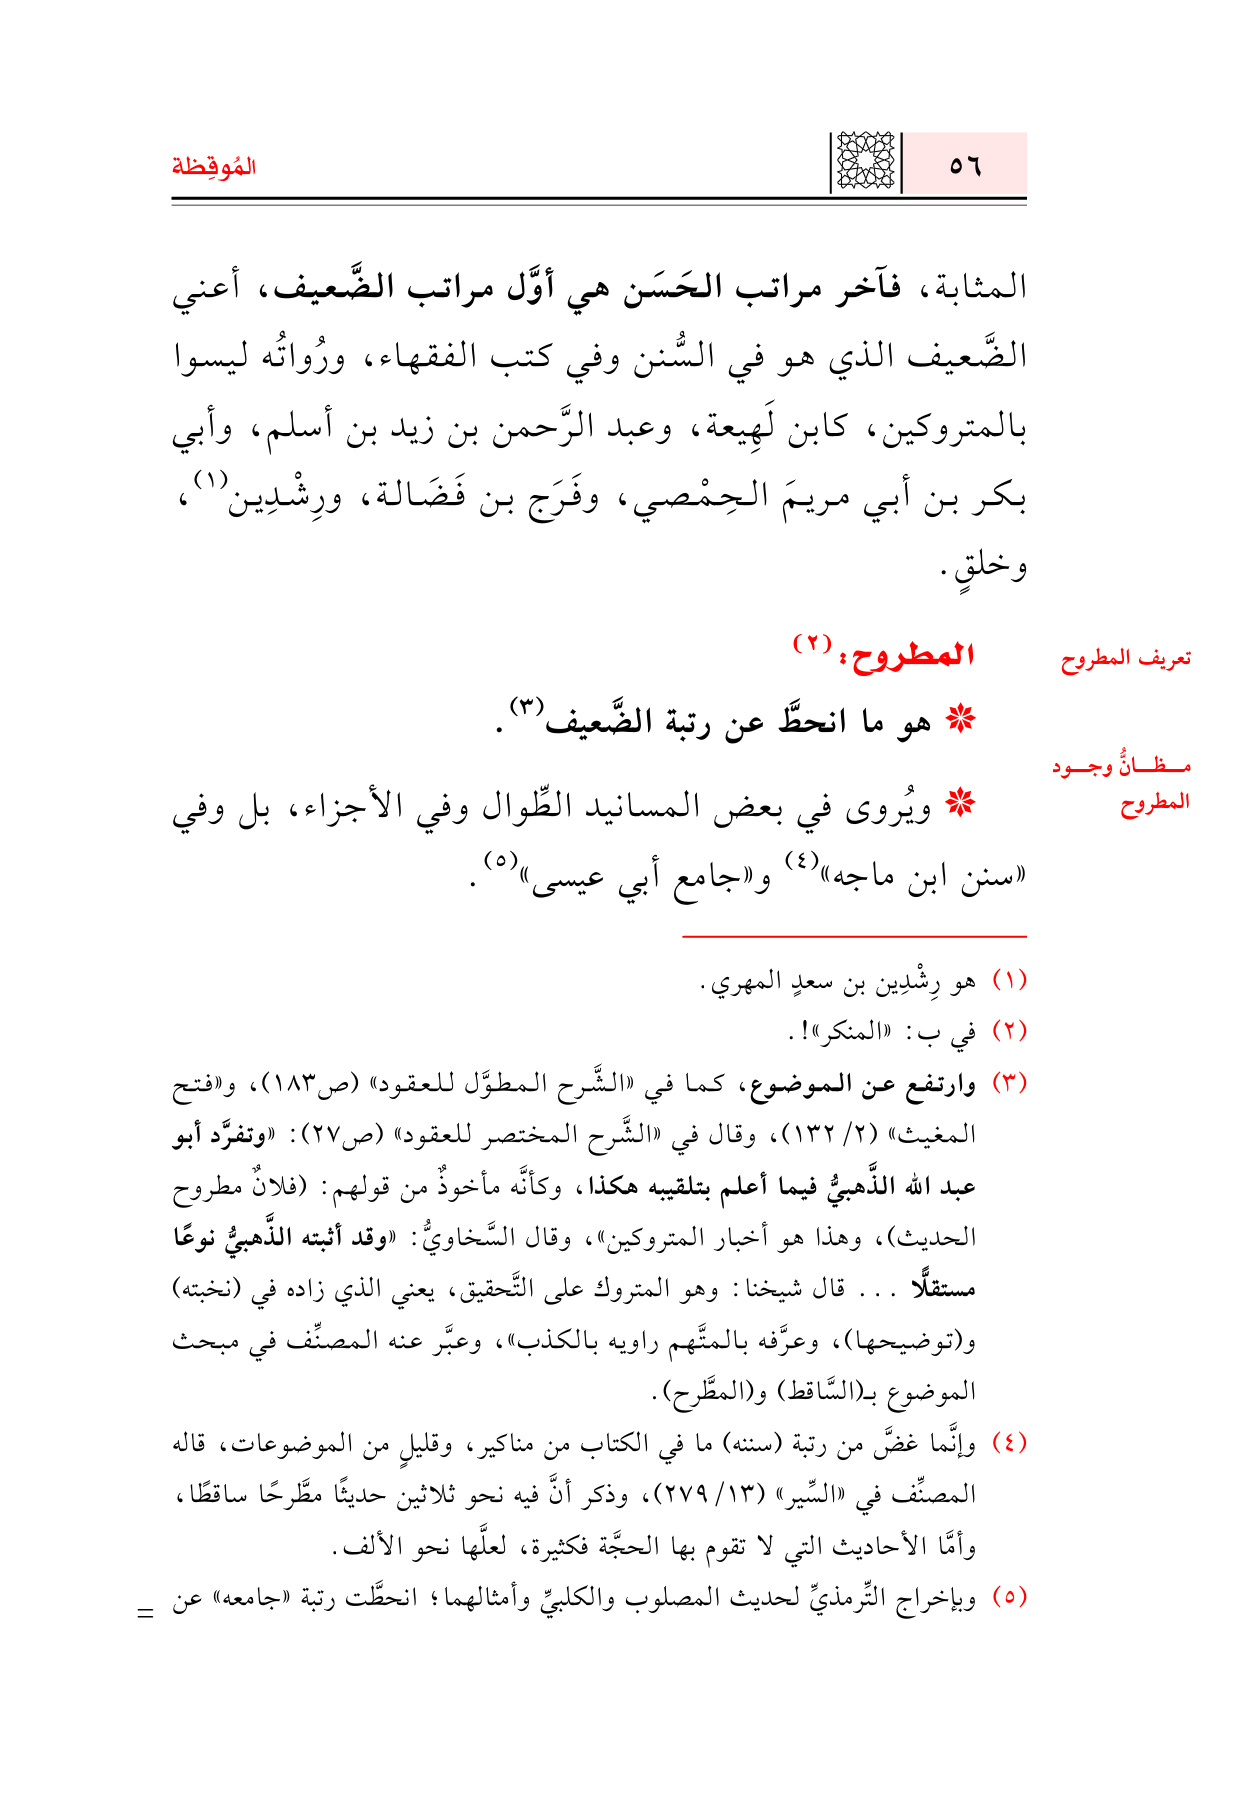 ٥٦
المُوقِظة
المثابة، فآخر مراتب الحَسَن هي أوَّل مراتب الضَّعيف، أعني
الضَّعيف الذي هو في السُّنن وفي كتب الفقهاء، ورُواتُه ليسوا
بالمتروكين، كابن لَهِيعة، وعبد الرَّحمن بن زيد بن أسلم، وأبي
بكر بن أبي مريمَ الحِمْصي، وفَرَج بن فَضَالة، ورِشْدِين(١)،
وخلقٍ.
تعريف المطروح
المطروح:(٢)
❋ هو ما انحطَّ عن رتبة الضَّعيف(٣).
مظانُّ وجود
المطروح
❋ ويُروى في بعض المسانيد الطِّوال وفي الأجزاء، بل وفي
«سنن ابن ماجه»(٤) و«جامع أبي عيسى»(٥).
(١) هو رِشْدِين بن سعدٍ المهري.
(٢) في ب: «المنكر»!.
(٣) وارتفع عن الموضوع، كما في «الشَّرح المطوَّل للعقود» (ص١٨٣)، و«فتح
المغيث» (٢/ ١٣٢)، وقال في «الشَّرح المختصر للعقود» (ص٢٧): «وتفرَّد أبو
عبد الله الذَّهبيُّ فيما أعلم بتلقيبه هكذا، وكأنَّه مأخوذٌ من قولهم: (فلانٌ مطروح
الحديث)، وهذا هو أخبار المتروكين»، وقال السَّخاويُّ: «وقد أثبته الذَّهبيُّ نوعًا
مستقلًّا ... قال شيخنا: وهو المتروك على التَّحقيق، يعني الذي زاده في (نخبته)
و(توضيحها)، وعرَّفه بالمتَّهم راويه بالكذب»، وعبَّر عنه المصنِّف في مبحث
الموضوع بـ(السَّاقط) و(المطَّرح).
(٤) وإنَّما غضَّ من رتبة (سننه) ما في الكتاب من مناكير، وقليلٍ من الموضوعات، قاله
المصنِّف في «السِّير» (١٣/ ٢٧٩)، وذكر أنَّ فيه نحو ثلاثين حديثًا مطَّرحًا ساقطًا،
وأمَّا الأحاديث التي لا تقوم بها الحجَّة فكثيرة، لعلَّها نحو الألف.
(٥) وبإخراج التِّرمذيِّ لحديث المصلوب والكلبيِّ وأمثالهما؛ انحطَّت رتبة «جامعه» عن =